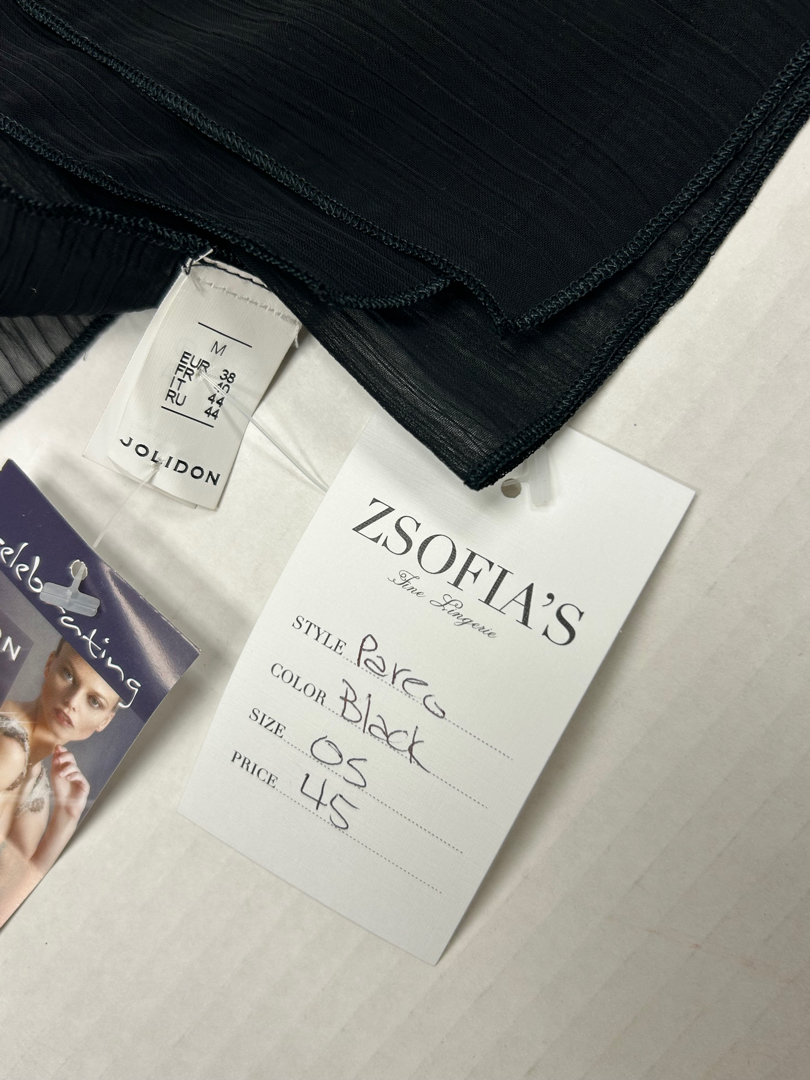 M
EUR 38
FR 40
IT 44
RU 44
JOLIDON
celebrating
ZSOFIA'S
Fine Lingerie
STYLE Pareo
COLOR Black
SIZE OS
PRICE 45